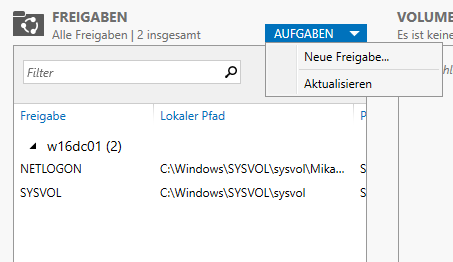 FREIGABEN
Alle Freigaben | 2 insgesamt
AUFGABEN
VOLUME
Es ist keine
Neue Freigabe...
Aktualisieren
Filter
Freigabe Lokaler Pfad P
w16dc01 (2)
NETLOGON C:\Windows\SYSVOL\sysvol\Mika... S
SYSVOL C:\Windows\SYSVOL\sysvol S